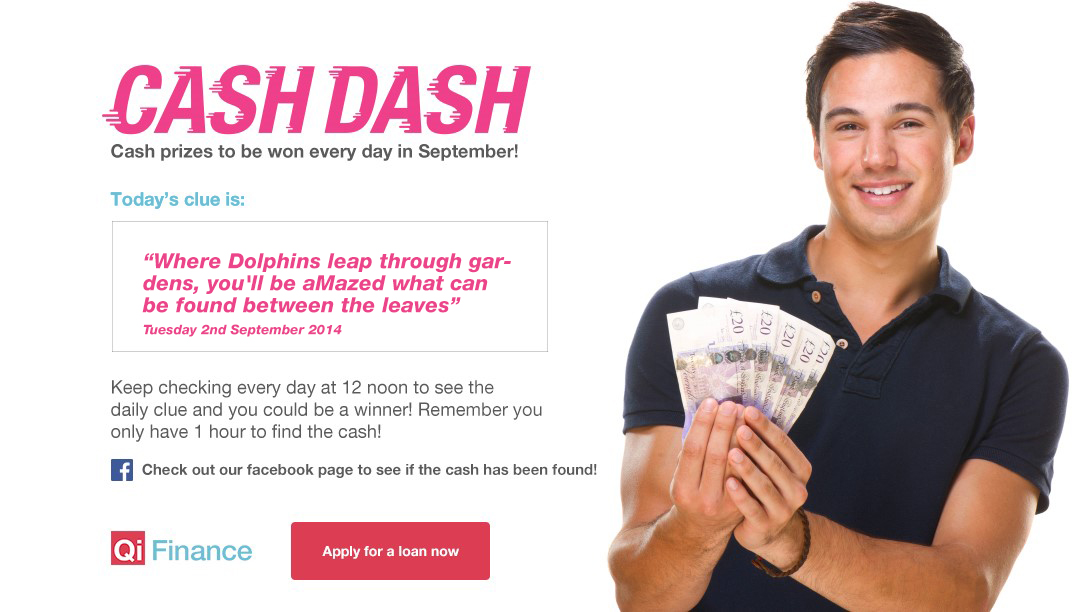 CASH DASH
Cash prizes to be won every day in September!
Today's clue is:
“Where Dolphins leap through gar-
dens, you'll be aMazed what can
be found between the leaves”
Tuesday 2nd September 2014
Keep checking every day at 12 noon to see the
daily clue and you could be a winner! Remember you
only have 1 hour to find the cash!
Check out our facebook page to see if the cash has been found!
Qi Finance
Apply for a loan now
£20 £20 £20 £20